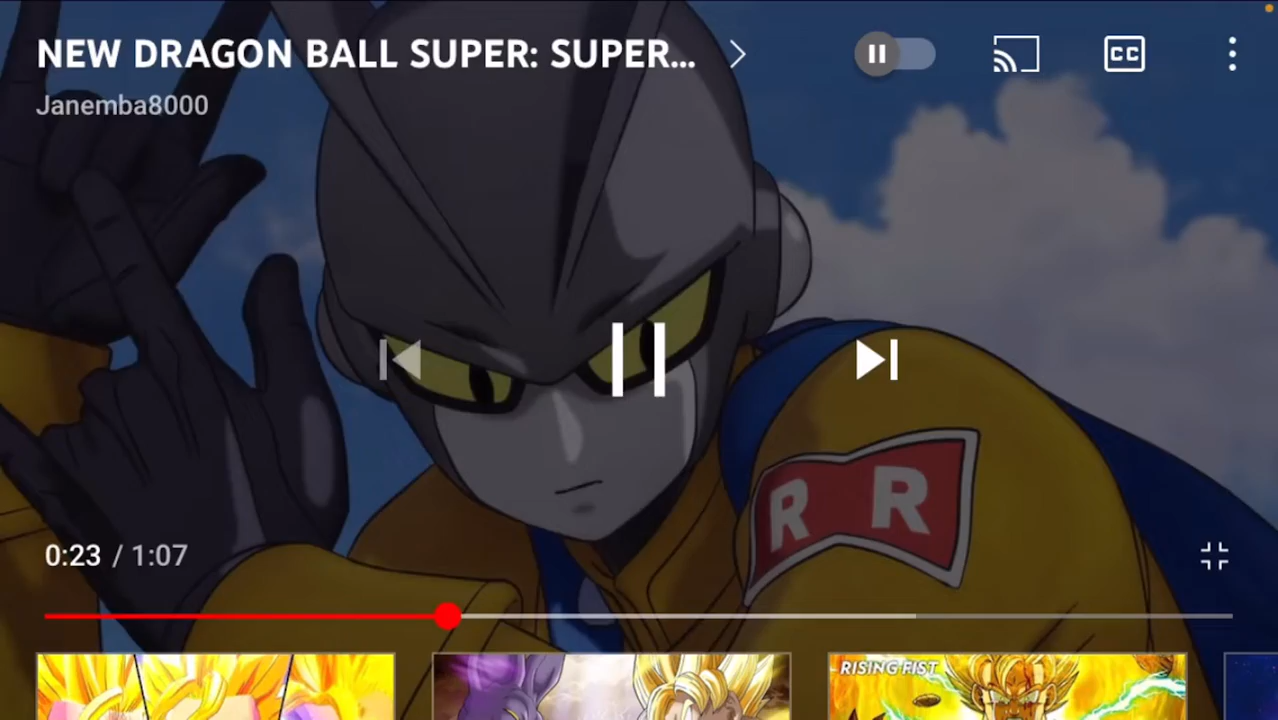 NEW DRAGON BALL SUPER: SUPER...
CC
Janemba8000
R R
0:23 / 1:07
RISING FIST